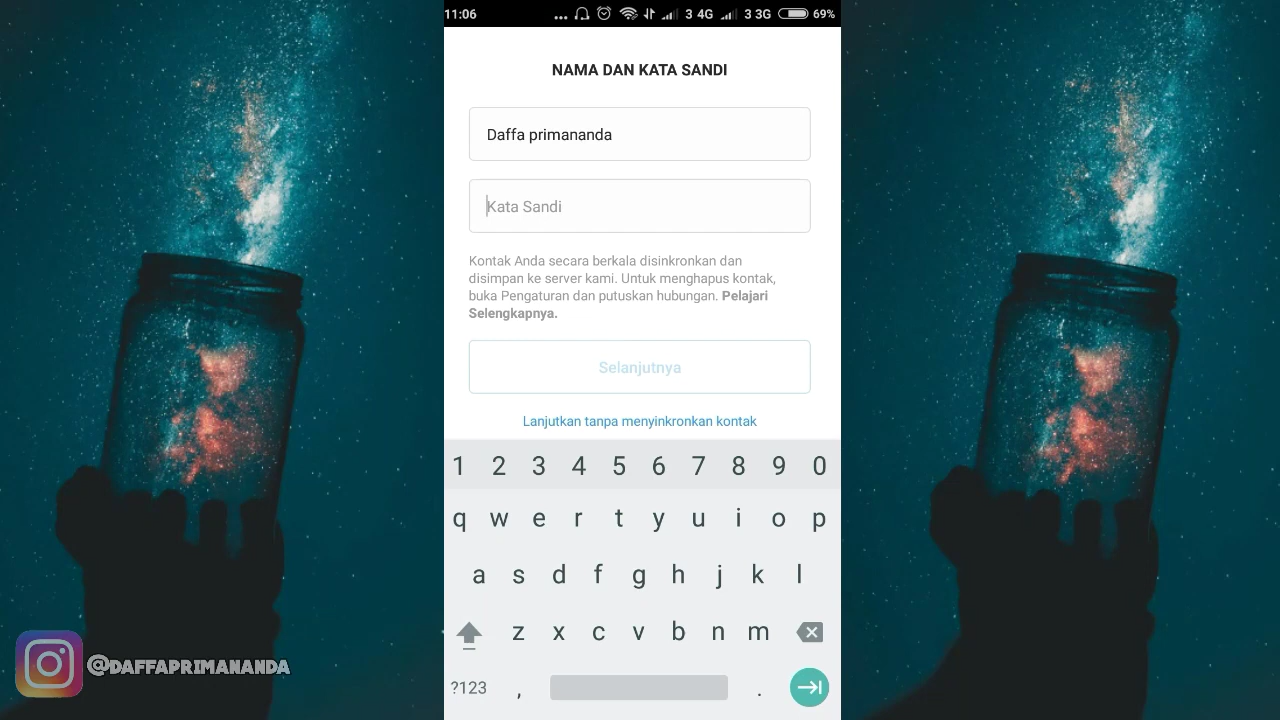 11:06 ... 3 4G 3 3G 69%
NAMA DAN KATA SANDI
Daffa primananda
Kata Sandi
Kontak Anda secara berkala disinkronkan dan
disimpan ke server kami. Untuk menghapus kontak,
buka Pengaturan dan putuskan hubungan. Pelajari
Selengkapnya.
Selanjutnya
Lanjutkan tanpa menyinkronkan kontak
1 2 3 4 5 6 7 8 9 0
q w e r t y u i o p
a s d f g h j k l
z x c v b n m
?123 , .
@DAFFAPRIMANANDA